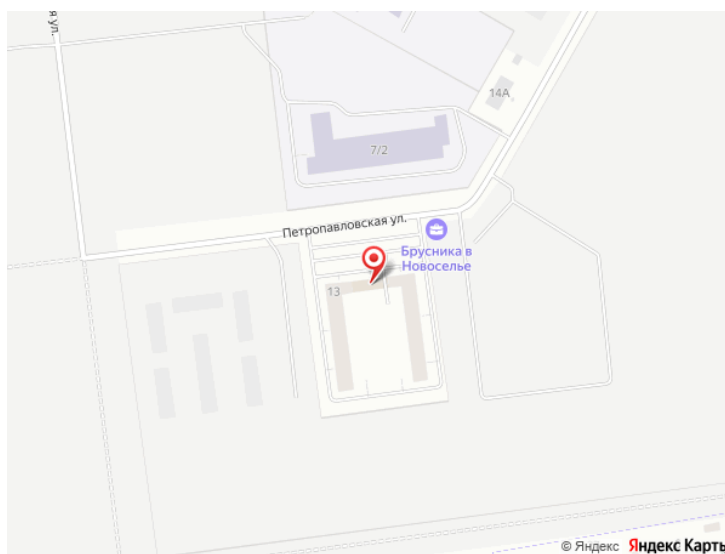 я ул.
14А
7/2
Петропавловская ул.
Брусника в
Новоселье
13
© Яндекс Яндекс Карты